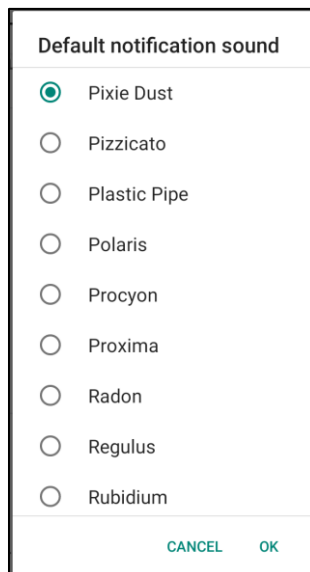 Default notification sound
Pixie Dust
Pizzicato
Plastic Pipe
Polaris
Procyon
Proxima
Radon
Regulus
Rubidium
CANCEL OK